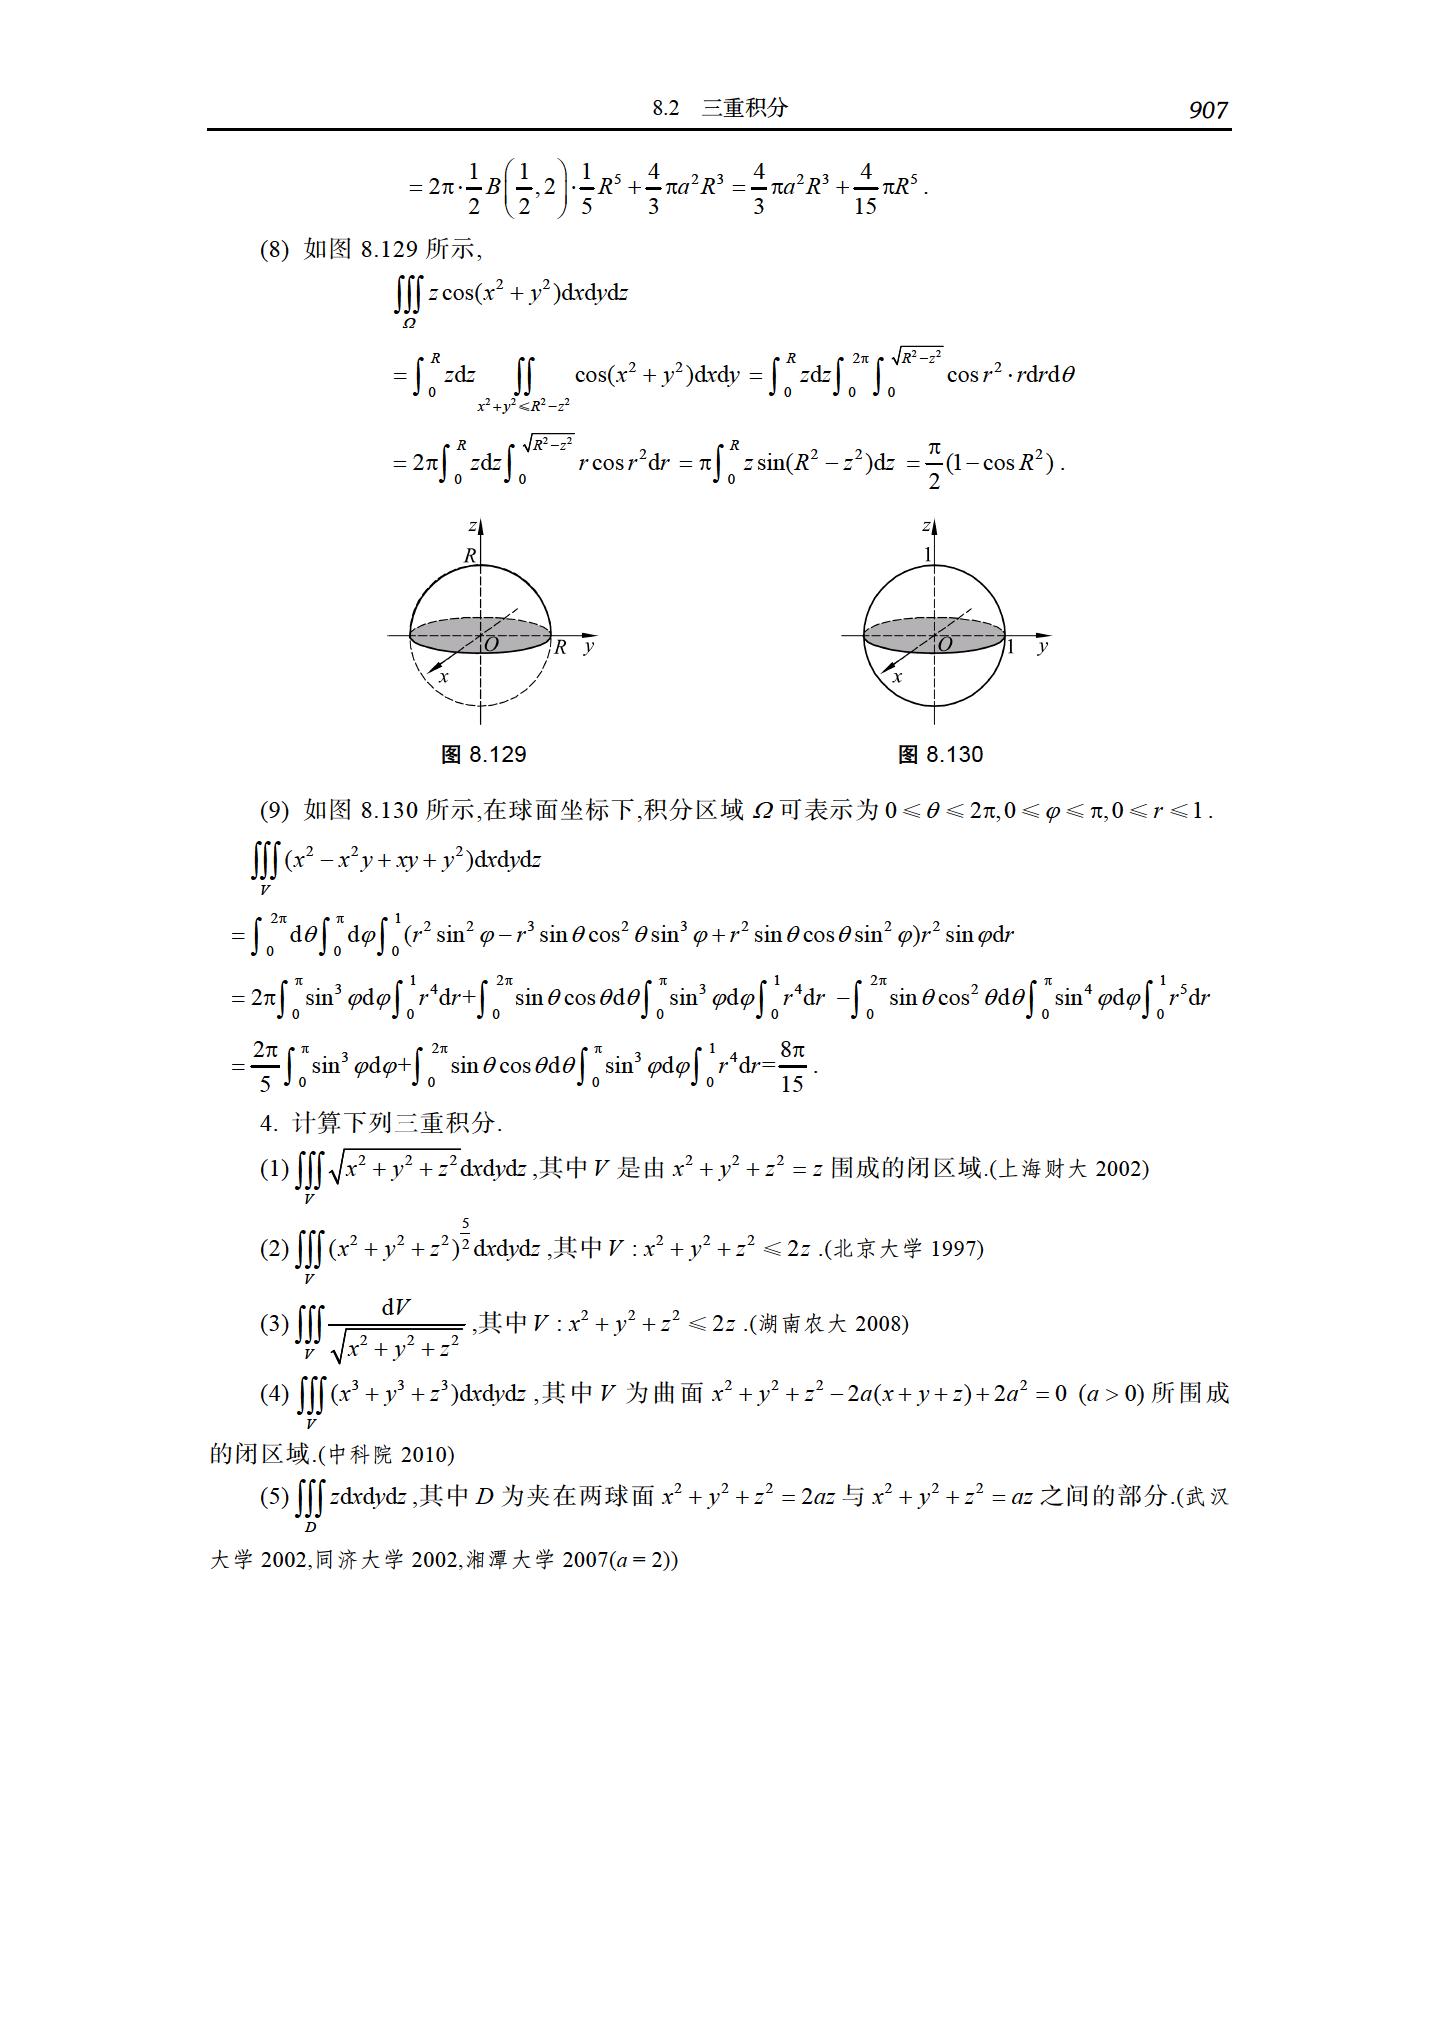 8.2 三重积分 907
$= 2\pi \cdot \frac{1}{2} B\left(\frac{1}{2}, 2\right) \cdot \frac{1}{5} R^5 + \frac{4}{3} \pi a^2 R^3 = \frac{4}{3} \pi a^2 R^3 + \frac{4}{15} \pi R^5 .$
(8) 如图 8.129 所示,
$\iiint\limits_{\Omega} z\cos(x^2 + y^2)\mathrm{d}x\mathrm{d}y\mathrm{d}z$
$= \int_0^R z\mathrm{d}z \iint\limits_{x^2+y^2 \leqslant R^2-z^2} \cos(x^2 + y^2)\mathrm{d}x\mathrm{d}y = \int_0^R z\mathrm{d}z \int_0^{2\pi} \int_0^{\sqrt{R^2-z^2}} \cos r^2 \cdot r\mathrm{d}r\mathrm{d}\theta$
$= 2\pi \int_0^R z\mathrm{d}z \int_0^{\sqrt{R^2-z^2}} r\cos r^2 \mathrm{d}r = \pi \int_0^R z\sin(R^2 - z^2)\mathrm{d}z = \frac{\pi}{2}(1 - \cos R^2) .$
z
R
O
R y
x
z
1
O
1 y
x
图 8.129
图 8.130
(9) 如图 8.130 所示,在球面坐标下,积分区域 $\Omega$ 可表示为 $0 \leqslant \theta \leqslant 2\pi, 0 \leqslant \varphi \leqslant \pi, 0 \leqslant r \leqslant 1 .$
$\iiint\limits_{V} (x^2 - x^2y + xy + y^2)\mathrm{d}x\mathrm{d}y\mathrm{d}z$
$= \int_0^{2\pi} \mathrm{d}\theta \int_0^{\pi} \mathrm{d}\varphi \int_0^1 (r^2 \sin^2\varphi - r^3 \sin\theta \cos^2\theta \sin^3\varphi + r^2 \sin\theta \cos\theta \sin^2\varphi) r^2 \sin\varphi \mathrm{d}r$
$= 2\pi \int_0^{\pi} \sin^3\varphi \mathrm{d}\varphi \int_0^1 r^4 \mathrm{d}r + \int_0^{2\pi} \sin\theta \cos\theta \mathrm{d}\theta \int_0^{\pi} \sin^3\varphi \mathrm{d}\varphi \int_0^1 r^4 \mathrm{d}r - \int_0^{2\pi} \sin\theta \cos^2\theta \mathrm{d}\theta \int_0^{\pi} \sin^4\varphi \mathrm{d}\varphi \int_0^1 r^5 \mathrm{d}r$
$= \frac{2\pi}{5} \int_0^{\pi} \sin^3\varphi \mathrm{d}\varphi + \int_0^{2\pi} \sin\theta \cos\theta \mathrm{d}\theta \int_0^{\pi} \sin^3\varphi \mathrm{d}\varphi \int_0^1 r^4 \mathrm{d}r = \frac{8\pi}{15} .$
4. 计算下列三重积分.
(1) $\iiint\limits_{V} \sqrt{x^2 + y^2 + z^2}\mathrm{d}x\mathrm{d}y\mathrm{d}z$ ,其中 $V$ 是由 $x^2 + y^2 + z^2 = z$ 围成的闭区域.(上海财大 2002)
(2) $\iiint\limits_{V} (x^2 + y^2 + z^2)^{\frac{5}{2}}\mathrm{d}x\mathrm{d}y\mathrm{d}z$ ,其中 $V : x^2 + y^2 + z^2 \leqslant 2z$ .(北京大学 1997)
(3) $\iiint\limits_{V} \frac{\mathrm{d}V}{\sqrt{x^2 + y^2 + z^2}}$ ,其中 $V : x^2 + y^2 + z^2 \leqslant 2z$ .(湖南农大 2008)
(4) $\iiint\limits_{V} (x^3 + y^3 + z^3)\mathrm{d}x\mathrm{d}y\mathrm{d}z$ ,其中 $V$ 为曲面 $x^2 + y^2 + z^2 - 2a(x + y + z) + 2a^2 = 0$ $(a > 0)$ 所围成
的闭区域.(中科院 2010)
(5) $\iiint\limits_{D} z\mathrm{d}x\mathrm{d}y\mathrm{d}z$ ,其中 $D$ 为夹在两球面 $x^2 + y^2 + z^2 = 2az$ 与 $x^2 + y^2 + z^2 = az$ 之间的部分.(武汉
大学 2002,同济大学 2002,湘潭大学 2007$(a = 2)$)